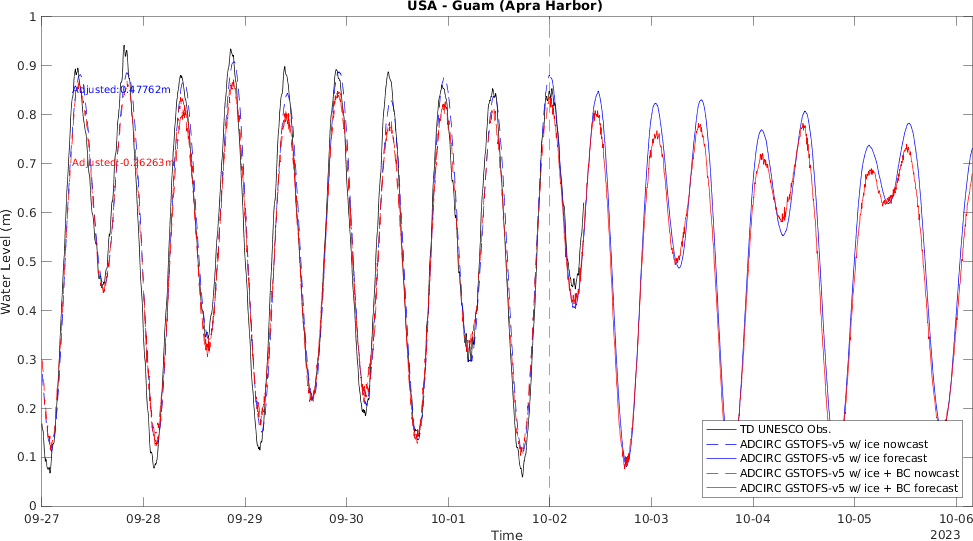 USA - Guam (Apra Harbor)
1
0.9
0.8
0.7
0.6
0.5
0.4
0.3
0.2
0.1
0
Water Level (m)
Adjusted:0.47762m
Adjusted:-0.26263m
TD UNESCO Obs.
ADCIRC GSTOFS-v5 w/ ice nowcast
ADCIRC GSTOFS-v5 w/ ice forecast
ADCIRC GSTOFS-v5 w/ ice + BC nowcast
ADCIRC GSTOFS-v5 w/ ice + BC forecast
09-27 09-28 09-29 09-30 10-01 10-02 10-03 10-04 10-05 10-06
Time
2023